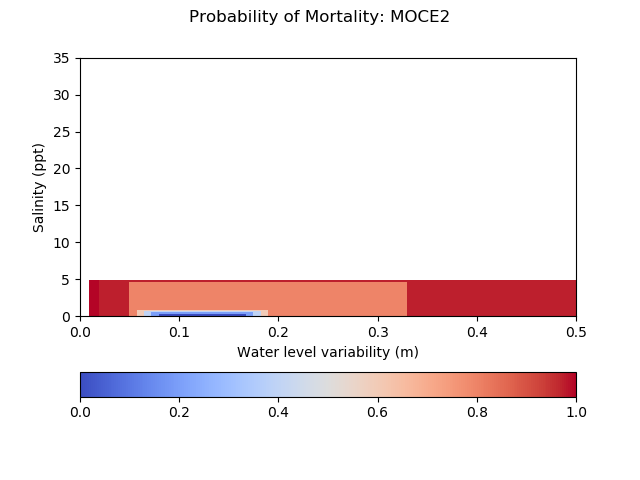 Probability of Mortality: MOCE2
35
30
25
20
15
10
5
0
Salinity (ppt)
0.0 0.1 0.2 0.3 0.4 0.5
Water level variability (m)
0.0 0.2 0.4 0.6 0.8 1.0